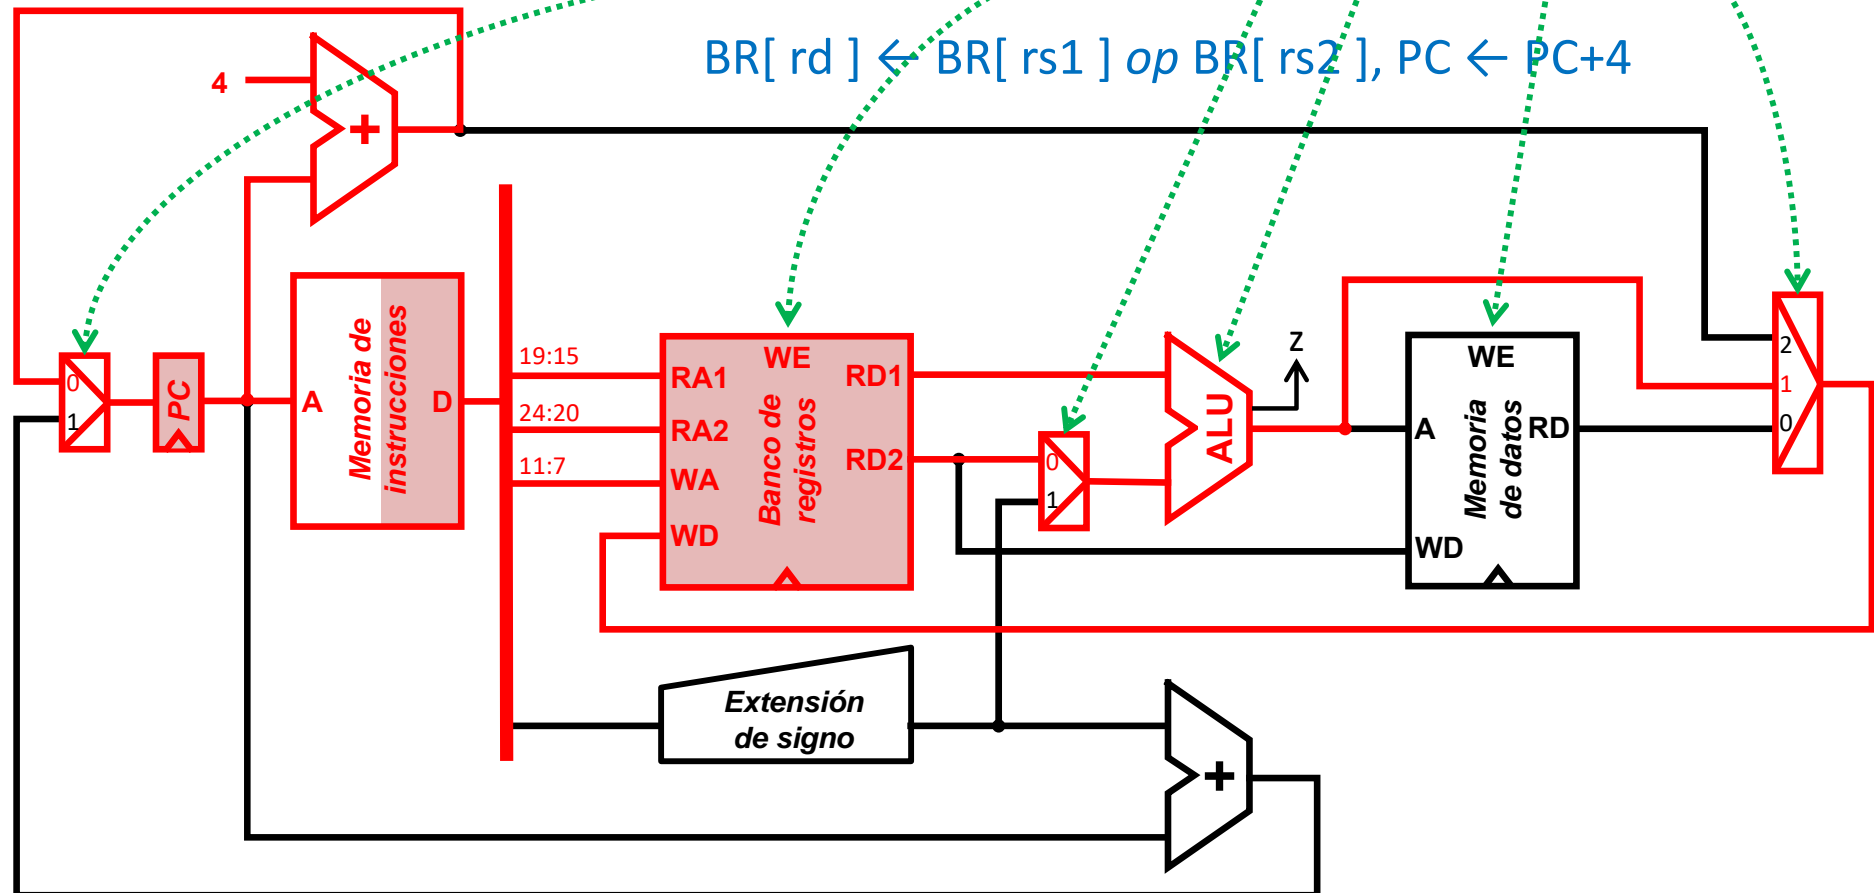 BR[ rd ] ← BR[ rs1 ] op BR[ rs2 ], PC ← PC+4
4
+
0
1
PC
A
Memoria de
instrucciones
D
19:15
24:20
11:7
RA1
RA2
WA
WD
WE
Banco de
registros
RD1
RD2
0
1
ALU
Z
WE
A
Memoria
de datos
RD
WD
2
1
0
Extensión
de signo
+